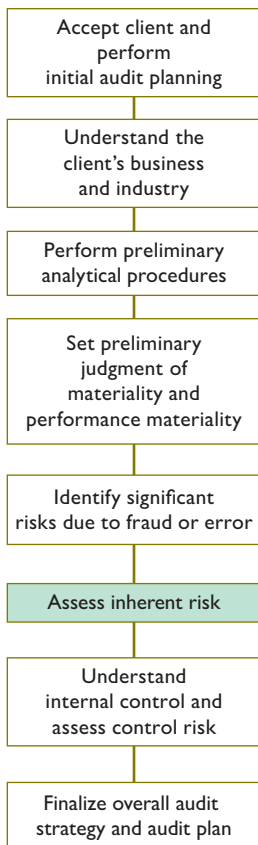 Accept client and
perform
initial audit planning
Understand the
client's business
and industry
Perform preliminary
analytical procedures
Set preliminary
judgment of
materiality and
performance materiality
Identify significant
risks due to fraud or error
Assess inherent risk
Understand
internal control and
assess control risk
Finalize overall audit
strategy and audit plan